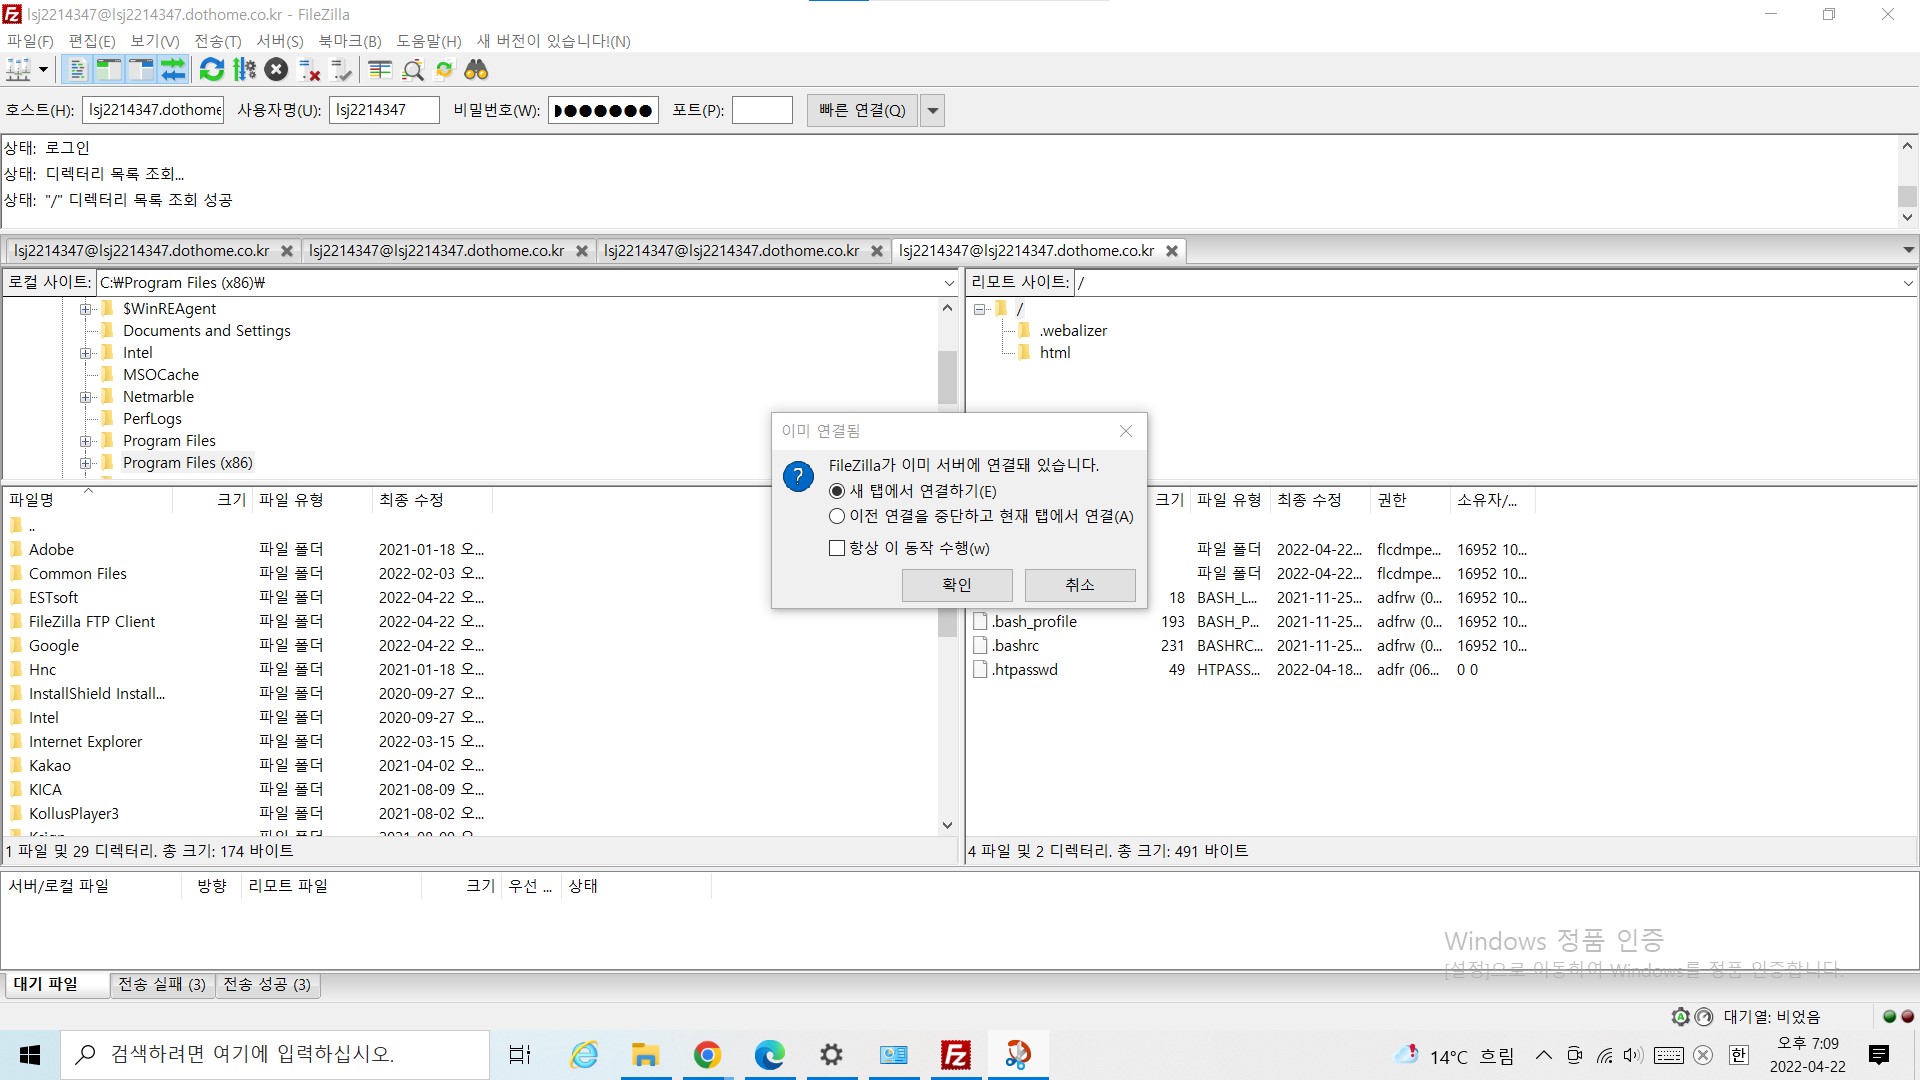 lsj2214347@lsj2214347.dothome.co.kr - FileZilla
파일(F) 편집(E) 보기(V) 전송(T) 서버(S) 북마크(B) 도움말(H) 새 버전이 있습니다!(N)
호스트(H): lsj2214347.dothome 사용자명(U): lsj2214347 비밀번호(W): ●●●●●●●● 포트(P): 빠른 연결(Q)
상태: 로그인
상태: 디렉터리 목록 조회...
상태: "/" 디렉터리 목록 조회 성공
lsj2214347@lsj2214347.dothome.co.kr lsj2214347@lsj2214347.dothome.co.kr lsj2214347@lsj2214347.dothome.co.kr lsj2214347@lsj2214347.dothome.co.kr
로컬 사이트: C:₩Program Files (x86)₩
$WinREAgent
Documents and Settings
Intel
MSOCache
Netmarble
PerfLogs
Program Files
Program Files (x86)
리모트 사이트: /
/
.webalizer
html
이미 연결됨
FileZilla가 이미 서버에 연결돼 있습니다.
새 탭에서 연결하기(E)
이전 연결을 중단하고 현재 탭에서 연결(A)
항상 이 동작 수행(w)
확인 취소
파일명 크기 파일 유형 최종 수정
..
Adobe 파일 폴더 2021-01-18 오...
Common Files 파일 폴더 2022-02-03 오...
ESTsoft 파일 폴더 2022-04-22 오...
FileZilla FTP Client 파일 폴더 2022-04-22 오...
Google 파일 폴더 2022-04-22 오...
Hnc 파일 폴더 2021-01-18 오...
InstallShield Install... 파일 폴더 2020-09-27 오...
Intel 파일 폴더 2020-09-27 오...
Internet Explorer 파일 폴더 2022-03-15 오...
Kakao 파일 폴더 2021-04-02 오...
KICA 파일 폴더 2021-08-09 오...
KollusPlayer3 파일 폴더 2021-08-02 오...
1 파일 및 29 디렉터리. 총 크기: 174 바이트
크기 파일 유형 최종 수정 권한 소유자/...
파일 폴더 2022-04-22... flcdmpe... 16952 10...
파일 폴더 2022-04-22... flcdmpe... 16952 10...
18 BASH_L... 2021-11-25... adfrw (0... 16952 10...
.bash_profile 193 BASH_P... 2021-11-25... adfrw (0... 16952 10...
.bashrc 231 BASHRC... 2021-11-25... adfrw (0... 16952 10...
.htpasswd 49 HTPASS... 2022-04-18... adfr (06... 0 0
4 파일 및 2 디렉터리. 총 크기: 491 바이트
서버/로컬 파일 방향 리모트 파일 크기 우선 ... 상태
Windows 정품 인증
[설정]으로 이동하여 Windows를 정품 인증합니다.
대기 파일 전송 실패 (3) 전송 성공 (3)
대기열: 비었음
검색하려면 여기에 입력하십시오.
14°C 흐림
한
오후 7:09
2022-04-22